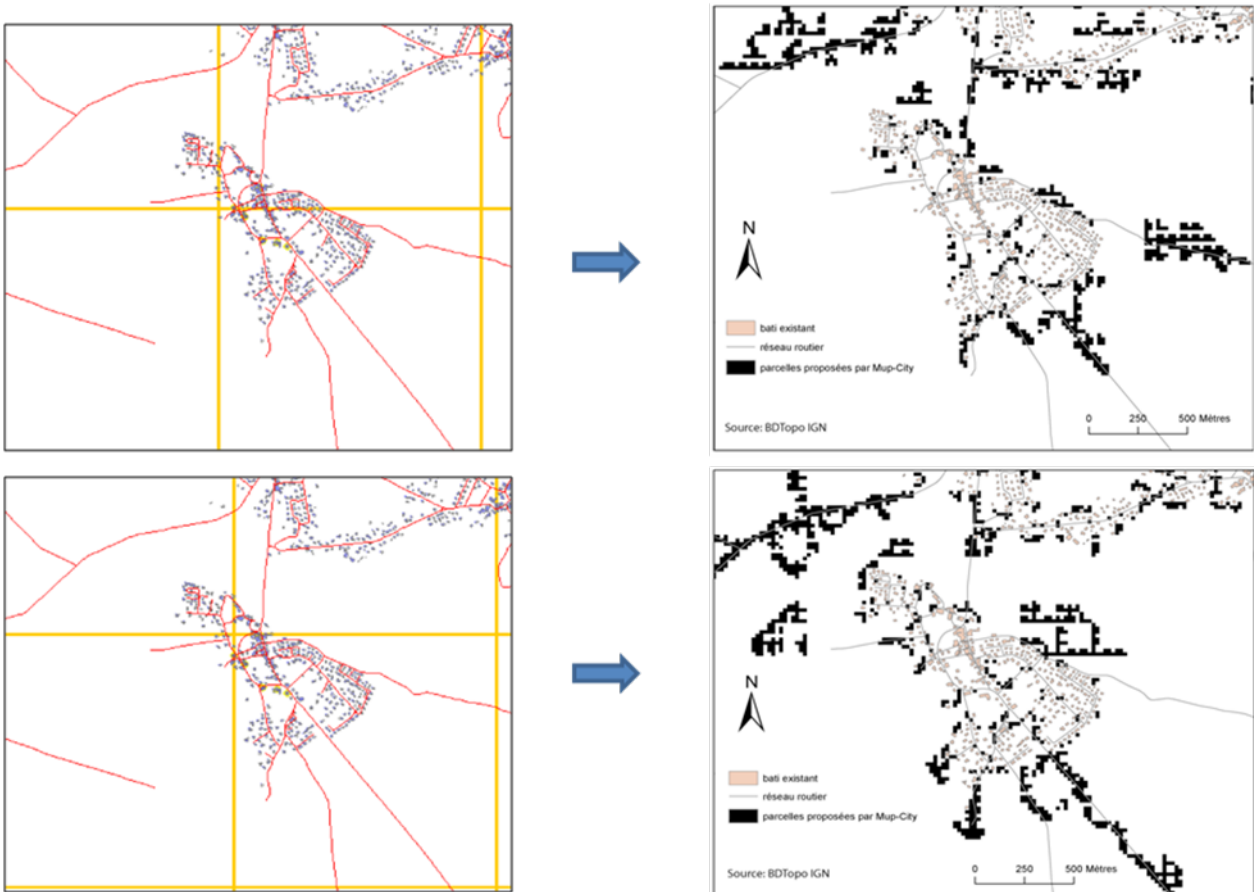 N
bati existant
réseau routier
parcelles proposées par Mup-City
0 250 500 Mètres
Source: BDTopo IGN
N
bati existant
réseau routier
parcelles proposées par Mup-City
Source: BDTopo IGN
0 250 500 Mètres